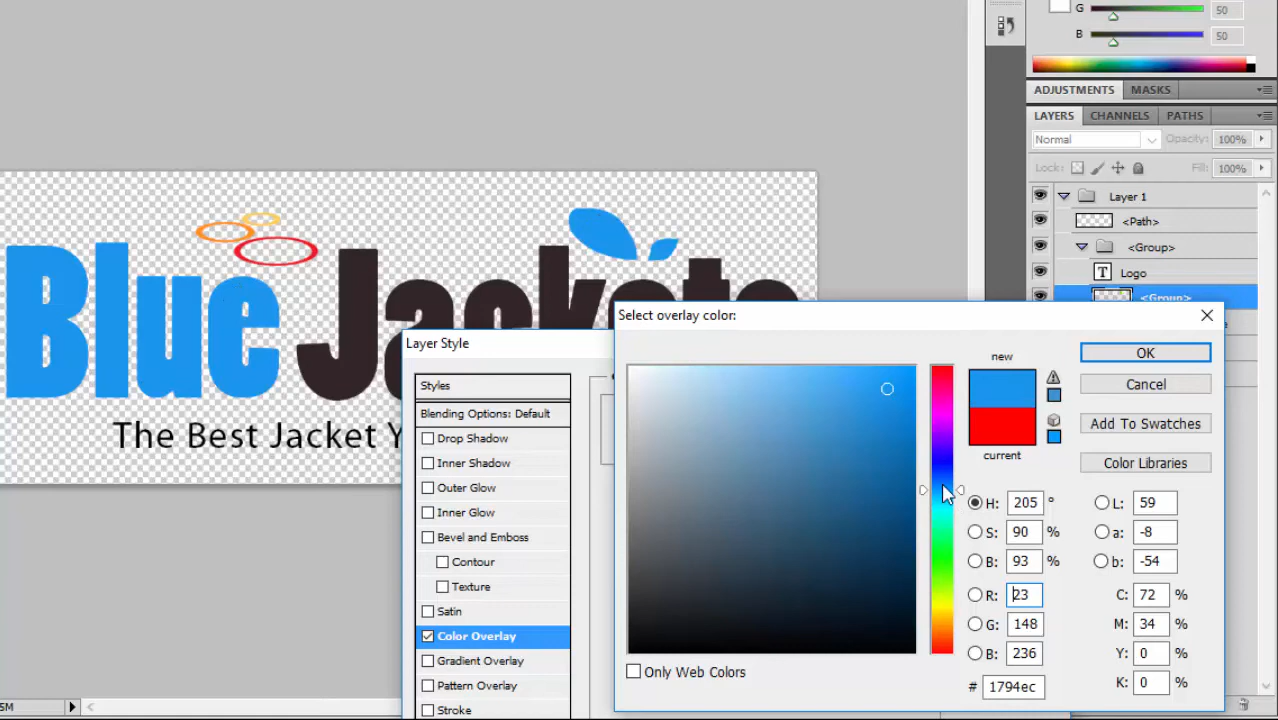 G 50
B 50
ADJUSTMENTS MASKS
LAYERS CHANNELS PATHS
Normal Opacity: 100%
Lock: Fill: 100%
Layer 1
<Path>
<Group>
T Logo
<Group>
Blue Jackets
The Best Jacket Y
Layer Style
Styles
Blending Options: Default
Drop Shadow
Inner Shadow
Outer Glow
Inner Glow
Bevel and Emboss
Contour
Texture
Satin
Color Overlay
Gradient Overlay
Pattern Overlay
Stroke
Select overlay color:
new
current
OK
Cancel
Add To Swatches
Color Libraries
H: 205 °
S: 90 %
B: 93 %
R: 23
G: 148
B: 236
# 1794ec
L: 59
a: -8
b: -54
C: 72 %
M: 34 %
Y: 0 %
K: 0 %
Only Web Colors
5M